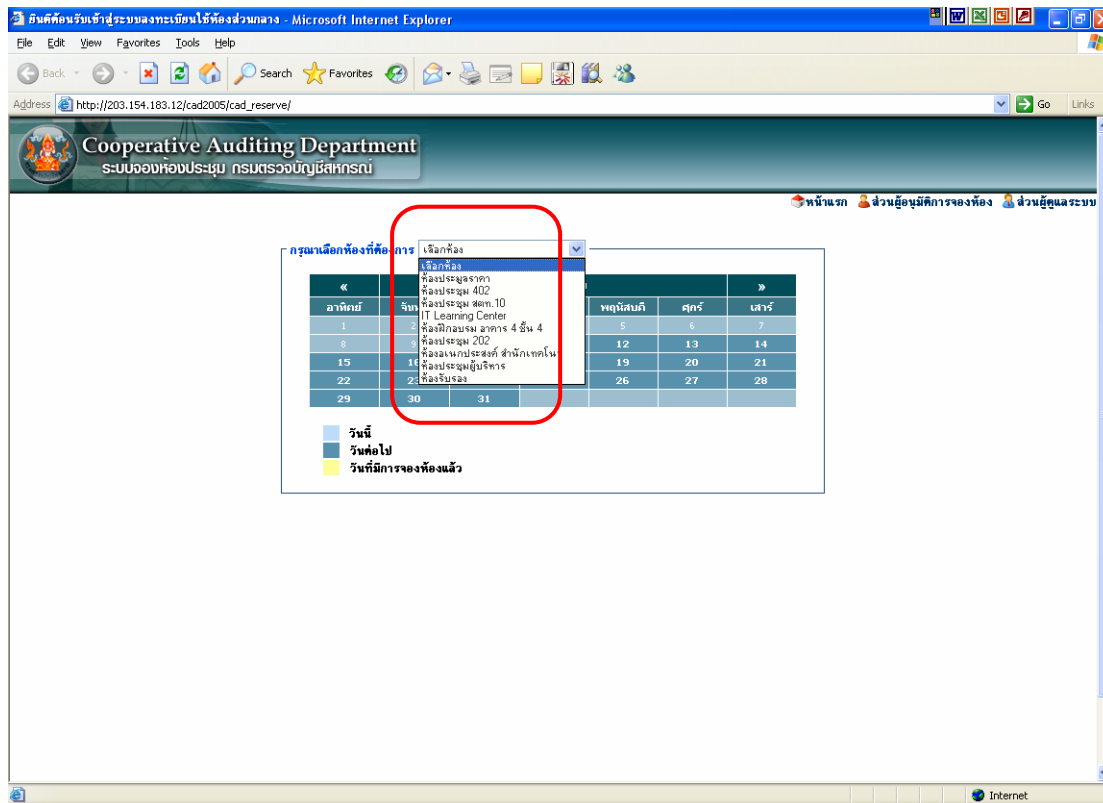 ยินดีต้อนรับเข้าสู่ระบบลงทะเบียนใช้ห้องส่วนกลาง - Microsoft Internet Explorer
File Edit View Favorites Tools Help
Back Search Favorites
Address http://203.154.183.12/cad2005/cad_reserve/ Go Links
Cooperative Auditing Department
ระบบจองห้องประชุม กรมตรวจบัญชีสหกรณ์
หน้าแรก ส่วนผู้อนุมัติการจองห้อง ส่วนผู้ดูแลระบบ
กรุณาเลือกห้องที่ต้องการ เลือกห้อง
เลือกห้อง
ห้องประมูลราคา
ห้องประชุม 402
ห้องประชุม สตท.10
IT Learning Center
ห้องฝึกอบรม อาคาร 4 ชั้น 4
ห้องประชุม 202
ห้องอเนกประสงค์ สำนักเทคโน
ห้องประชุมผู้บริหาร
ห้องรับรอง
« »
อาทิตย์ พฤหัสบดี ศุกร์ เสาร์
1 2 5 6 7
8 9 12 13 14
15 16 19 20 21
22 23 26 27 28
29 30 31
วันนี้
วันต่อไป
วันที่มีการจองห้องแล้ว
Internet